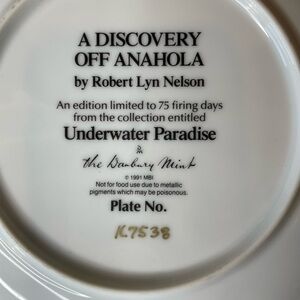 A DISCOVERY
OFF ANAHOLA
by Robert Lyn Nelson
An edition limited to 75 firing days
from the collection entitled
Underwater Paradise
the Danbury Mint
© 1991 MBI
Not for food use due to metallic
pigments which may be poisonous.
Plate No.
K7538